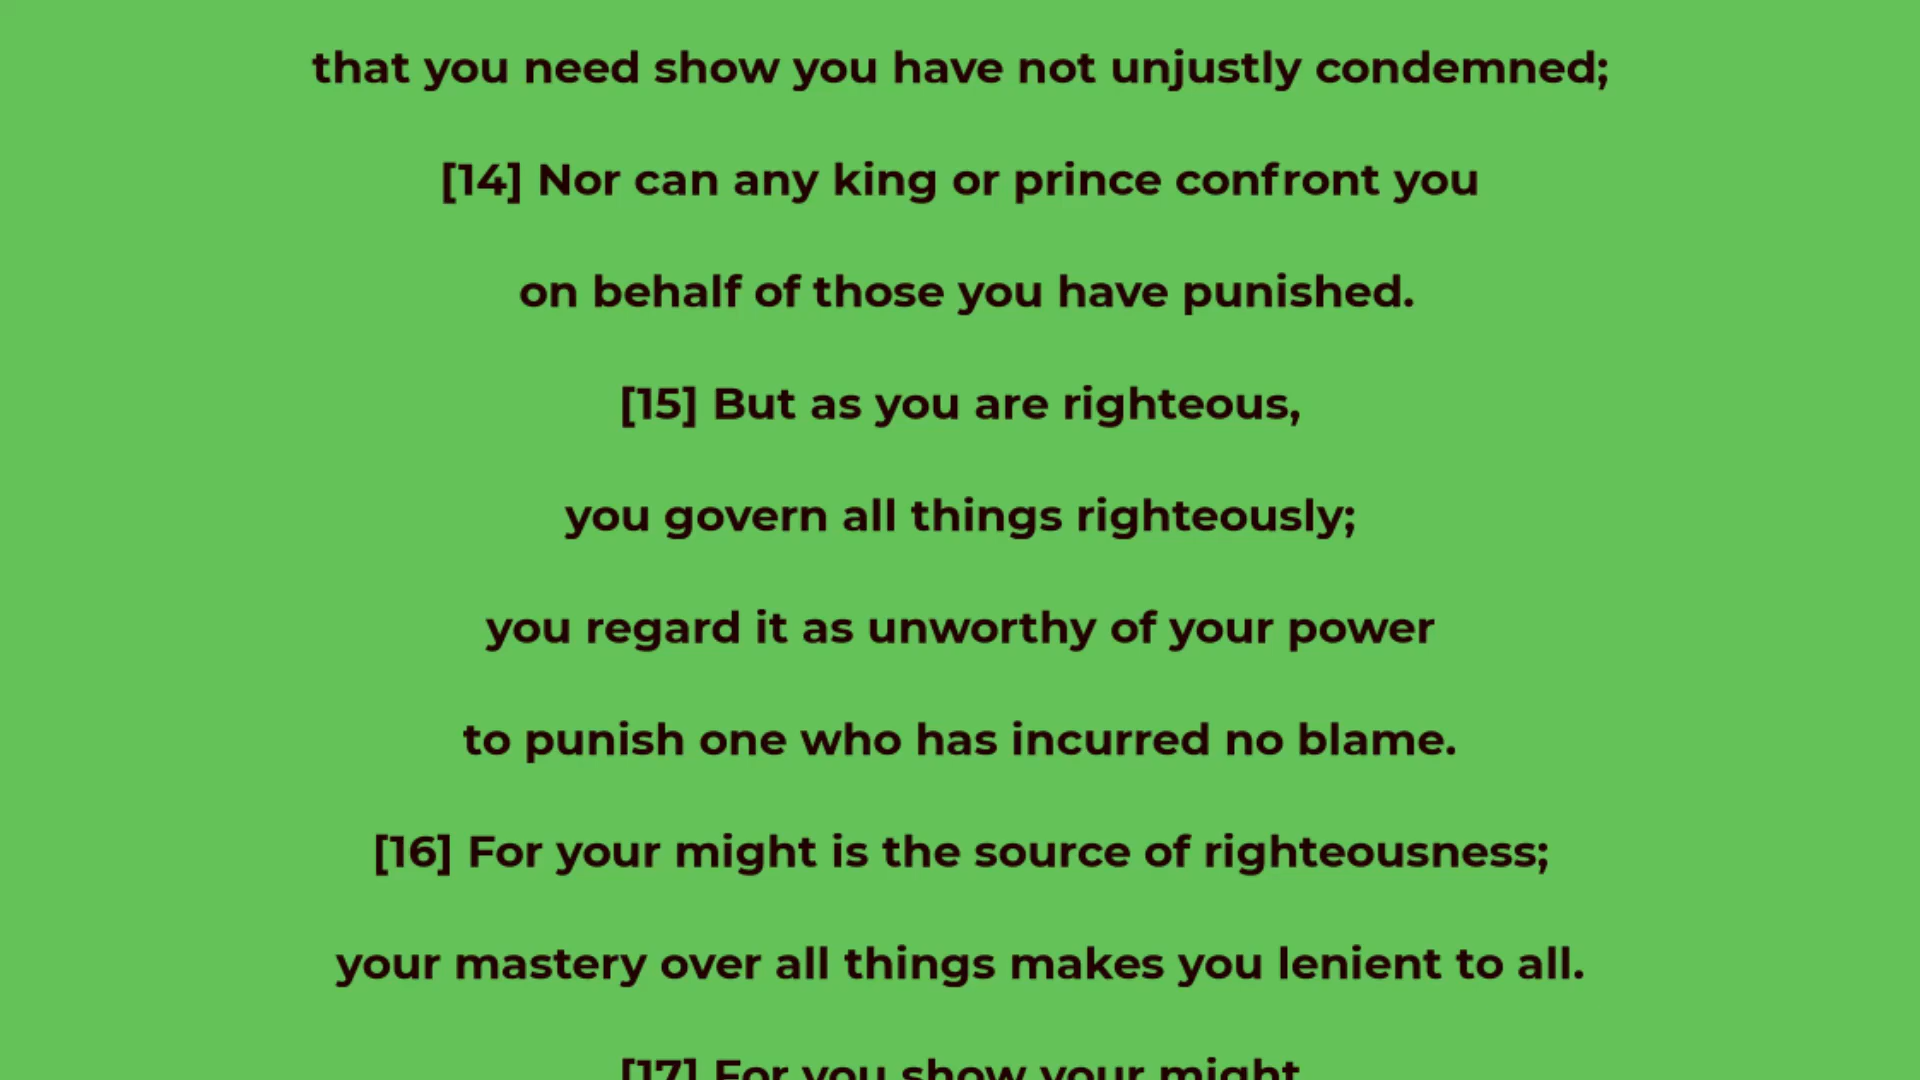 that you need show you have not unjustly condemned;
[14] Nor can any king or prince confront you
on behalf of those you have punished.
[15] But as you are righteous,
you govern all things righteously;
you regard it as unworthy of your power
to punish one who has incurred no blame.
[16] For your might is the source of righteousness;
your mastery over all things makes you lenient to all.
[17] For you show your might